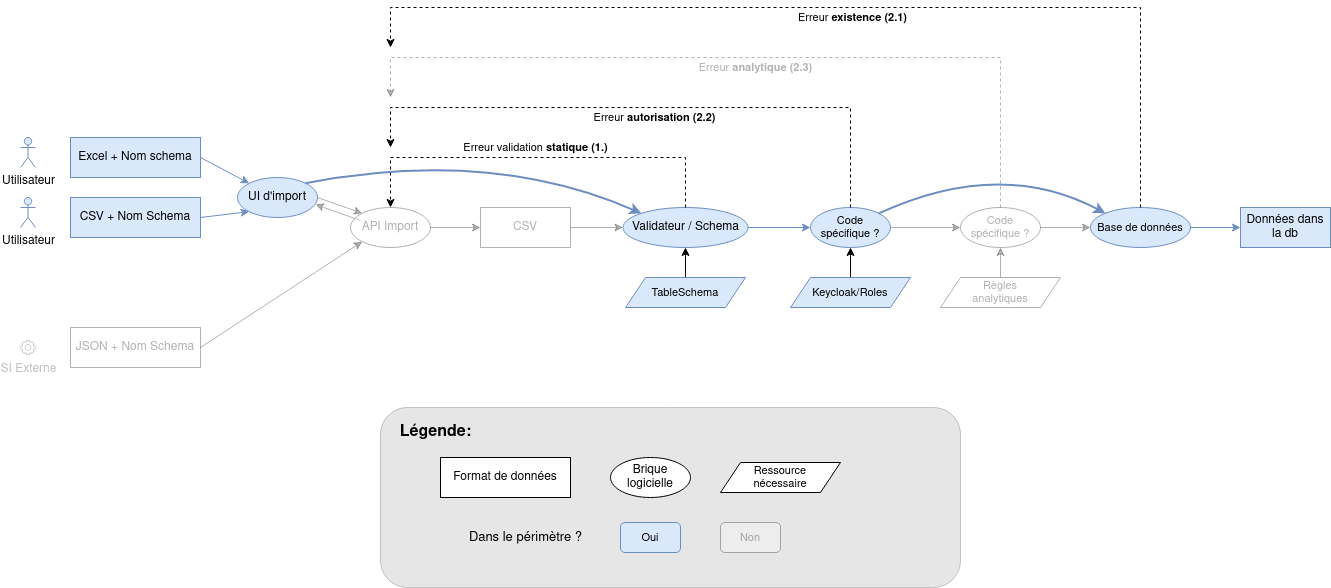 Erreur existence (2.1)
Erreur analytique (2.3)
Erreur autorisation (2.2)
Erreur validation statique (1.)
Utilisateur
Excel + Nom schema
Utilisateur
CSV + Nom Schema
UI d'import
API Import
CSV
Validateur / Schema
Code
spécifique ?
Code
spécifique ?
Base de données
Données dans
la db
TableSchema
Keycloak/Roles
Règles
analytiques
SI Externe
JSON + Nom Schema
Légende:
Format de données
Brique
logicielle
Ressource
nécessaire
Dans le périmètre ?
Oui
Non